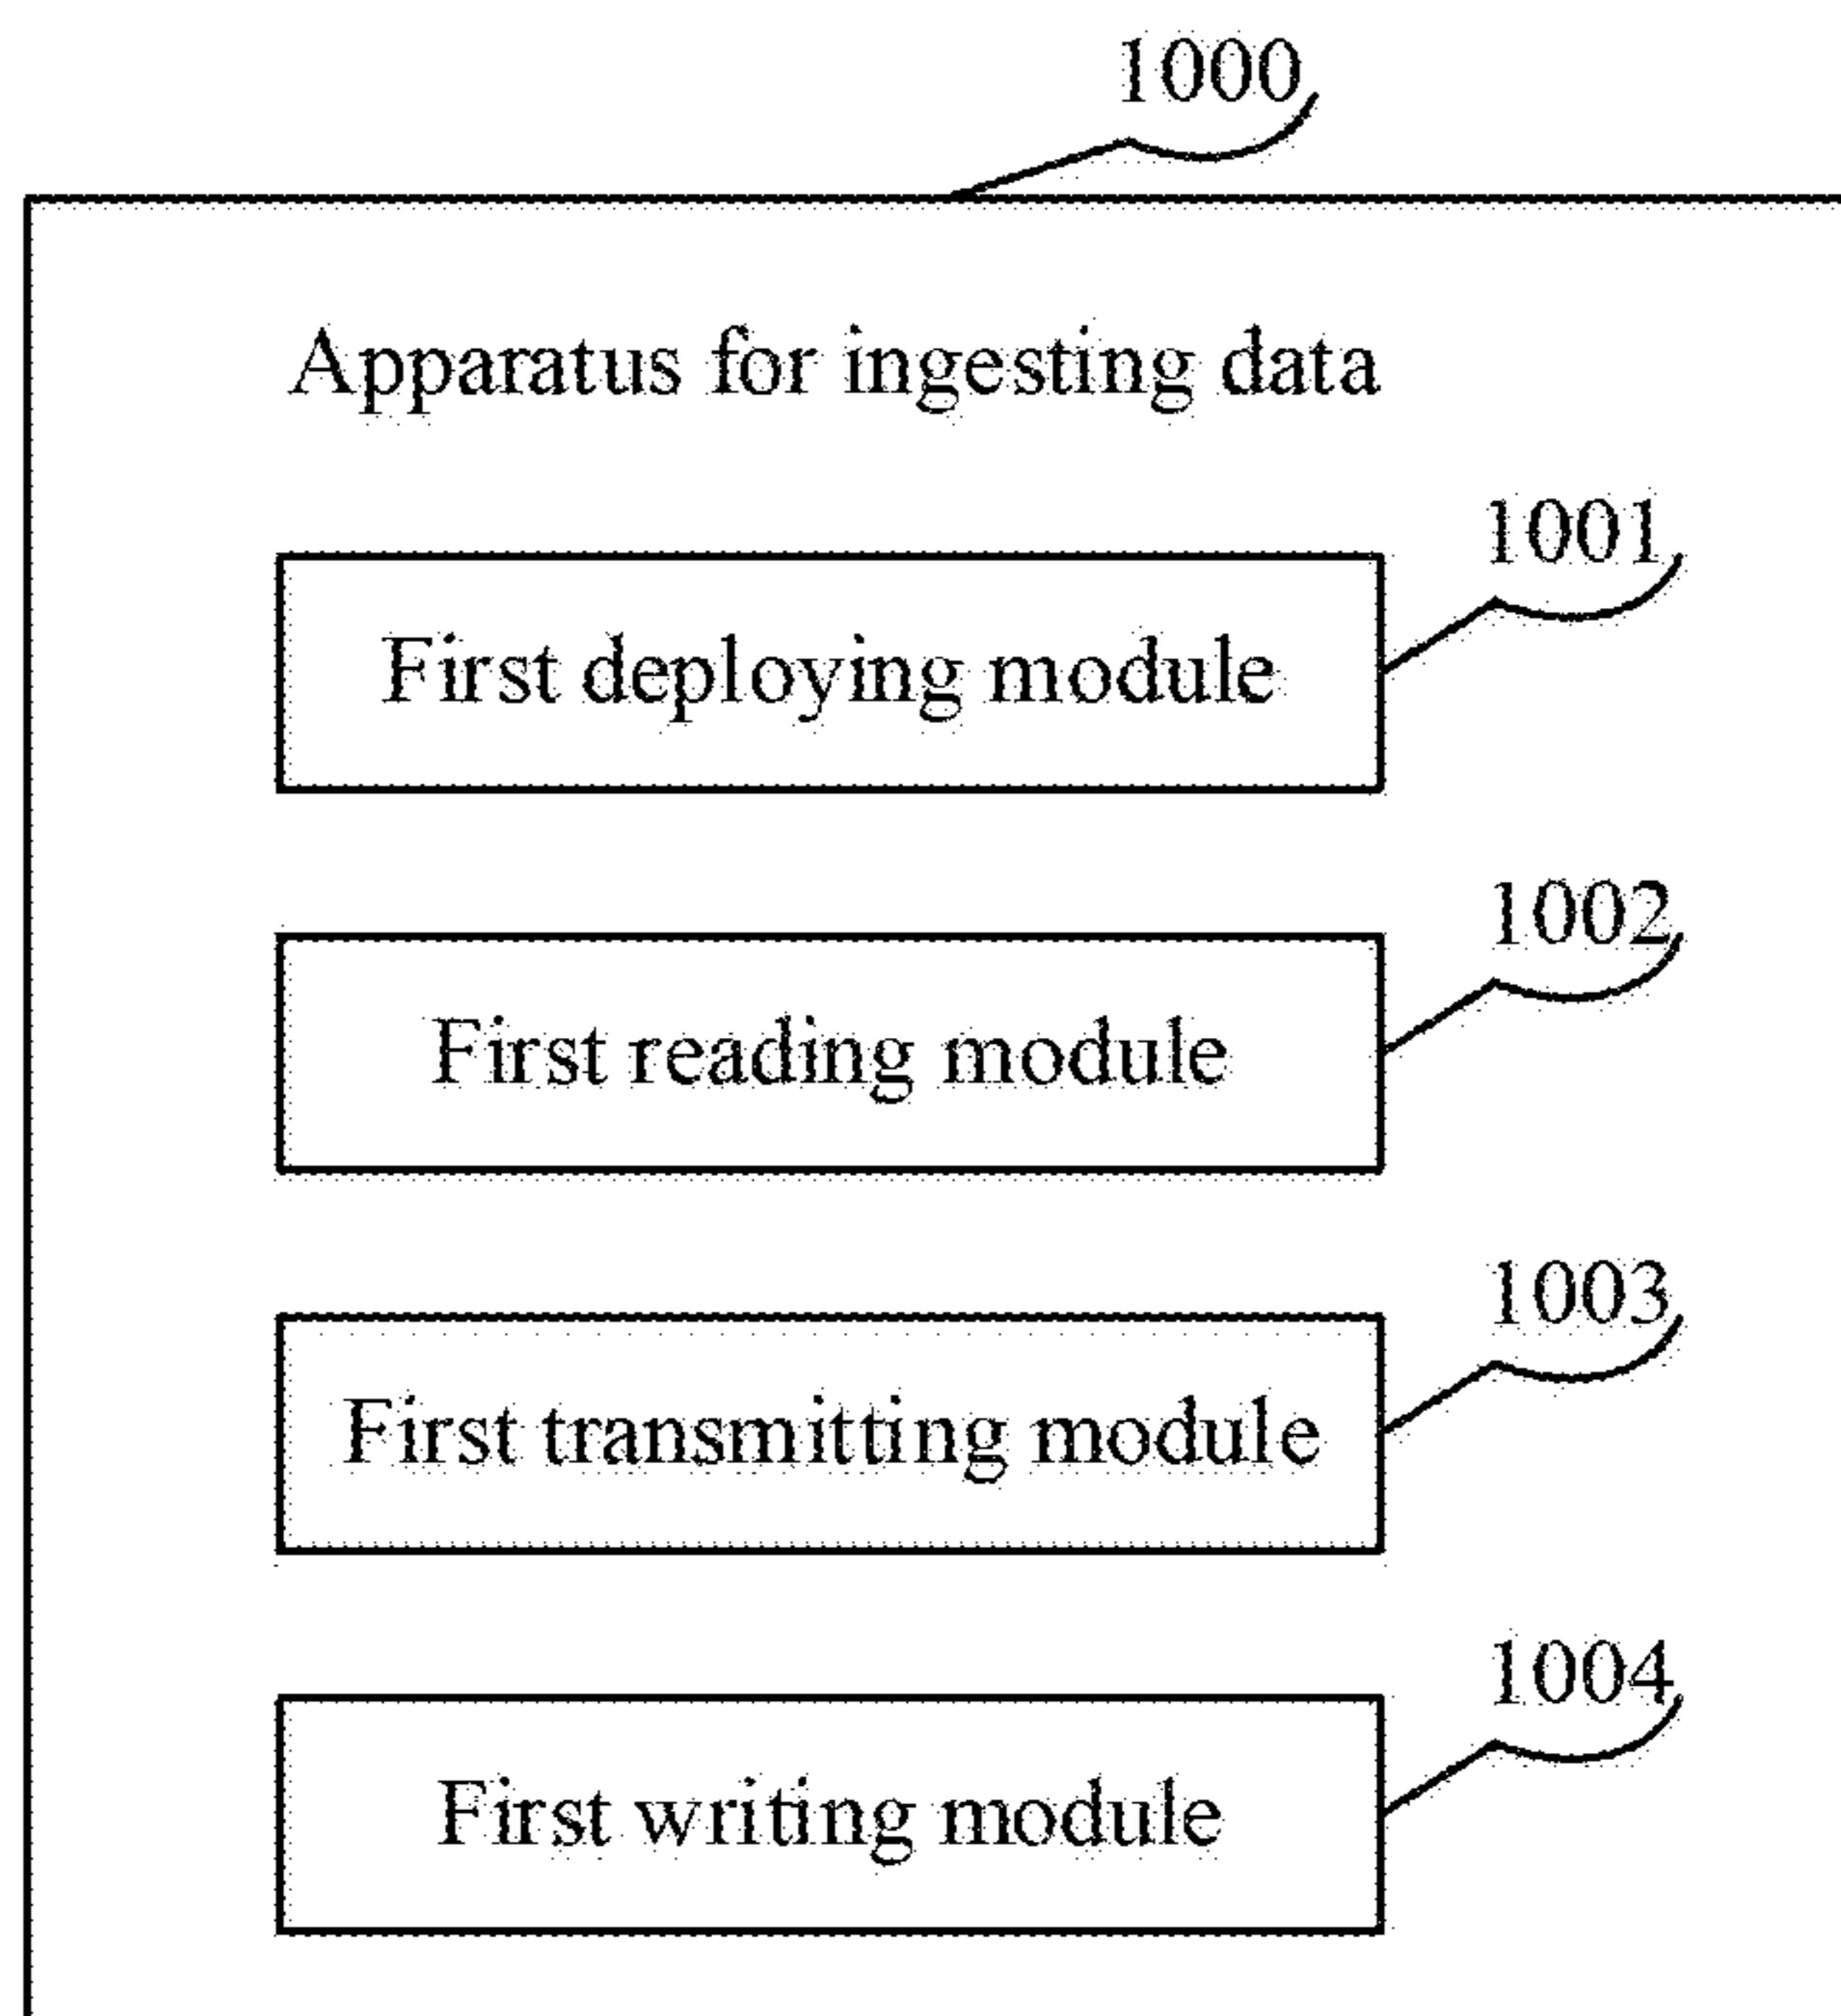 1000
Apparatus for ingesting data
1001
First deploying module
1002
First reading module
1003
First transmitting module
1004
First writing module